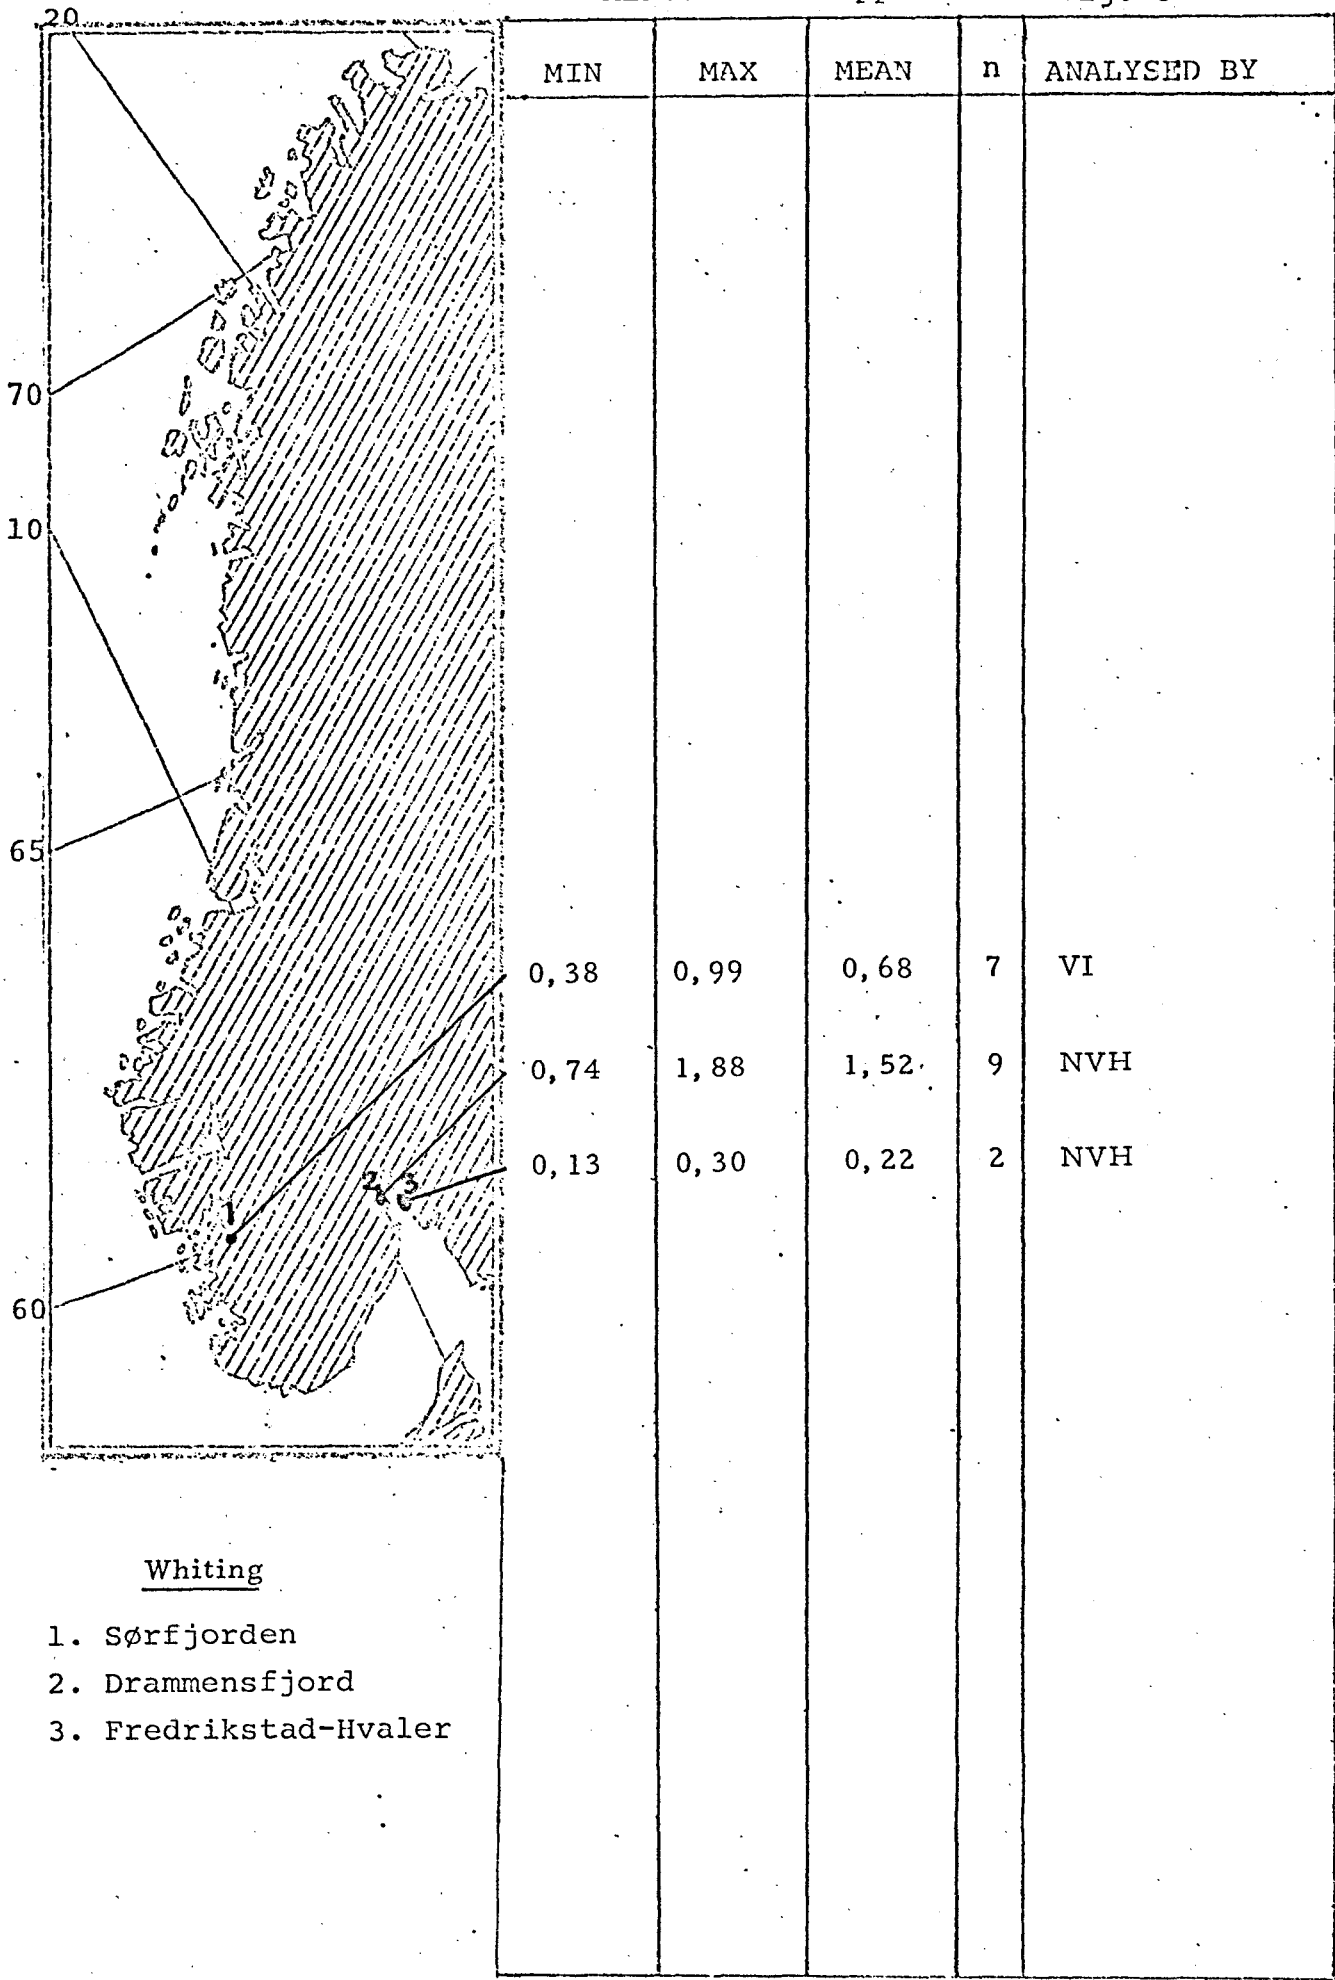 20
MIN MAX MEAN n ANALYSED BY
70
10
65
0,38 0,99 0,68 7 VI
0,74 1,88 1,52 9 NVH
0,13 0,30 0,22 2 NVH
2 3
1
60
Whiting
1. Sørfjorden
2. Drammensfjord
3. Fredrikstad-Hvaler